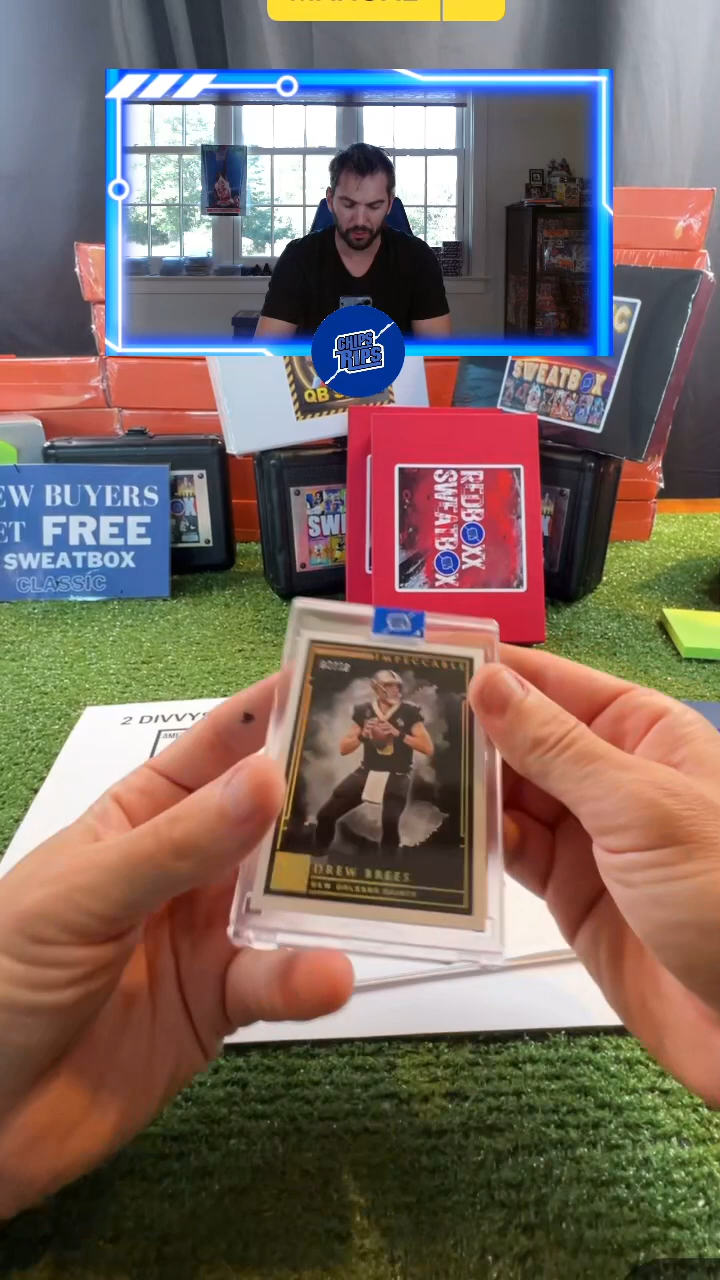 CHIPS
RIPS
QB
SWEATBOX
EW BUYERS
ET FREE
SWEATBOX
CLASSIC
REDBOXX
SWEATBOX
2 DIVVYS
IMPECCABLE
DREW BREES
NEW ORLEANS SAINTS